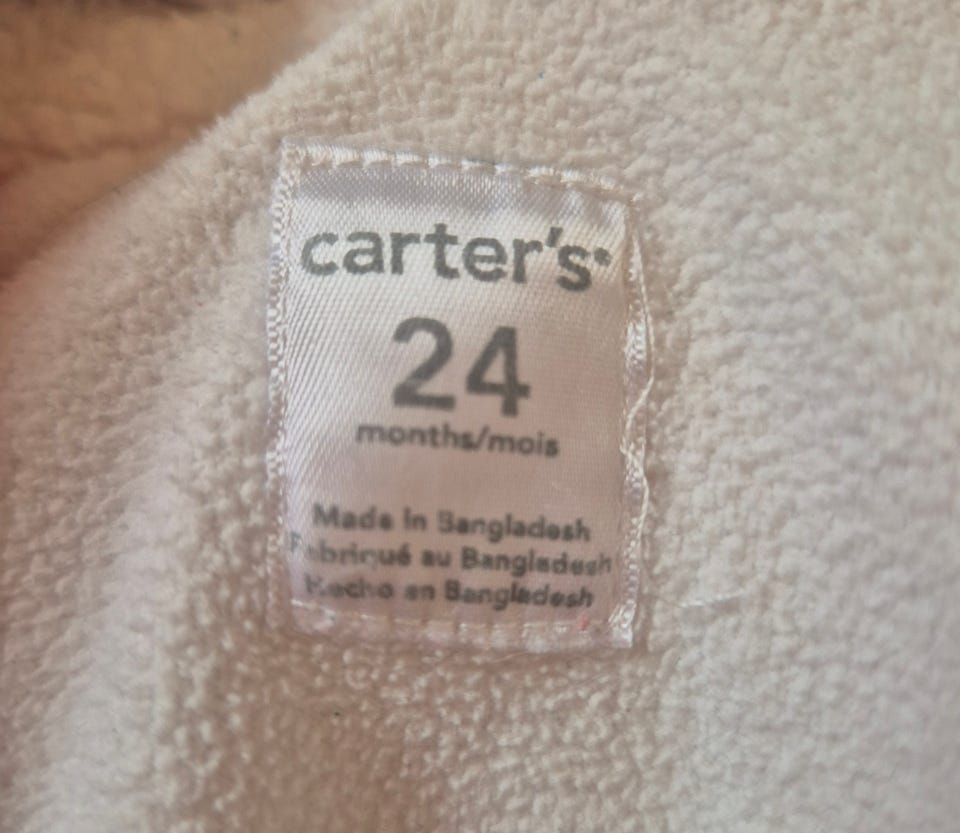 carter's®
24
months/mois
Made in Bangladesh
Fabriqué au Bangladesh
Hecho en Bangladesh